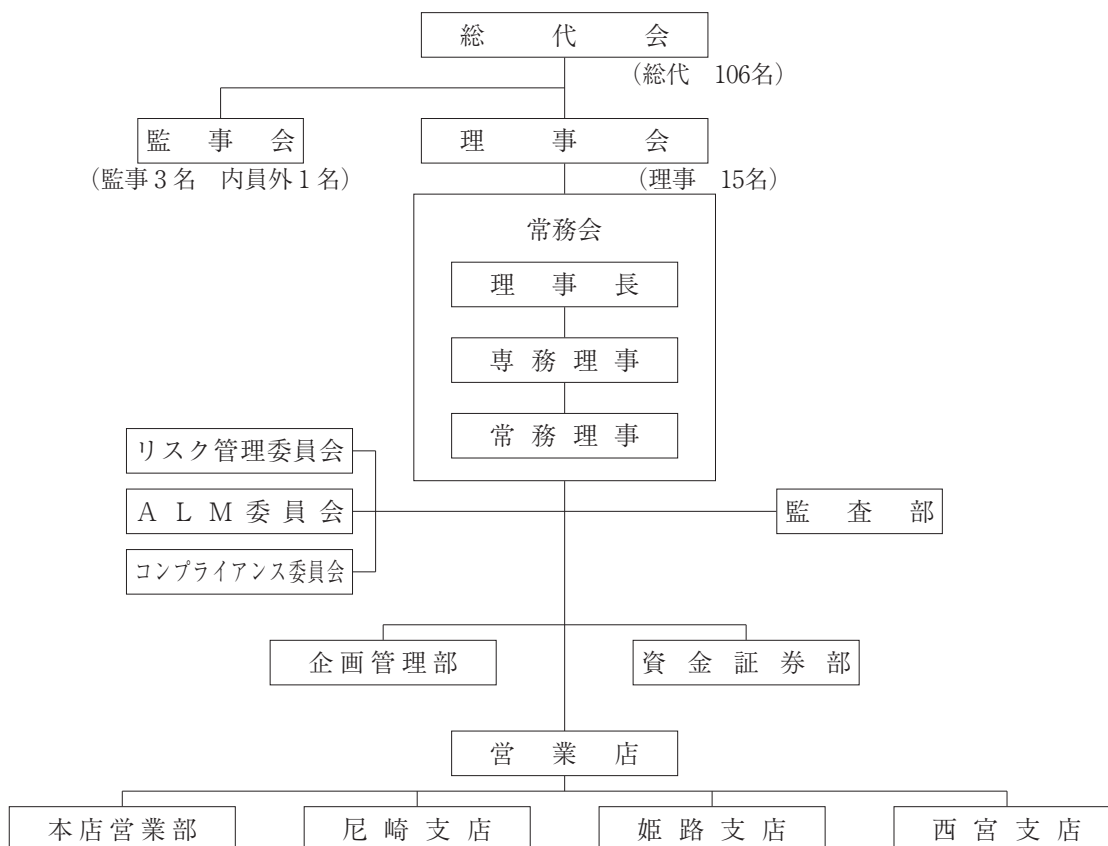 総代会
（総代　106名）
監事会
理事会
（監事３名　内員外１名）
（理事　15名）
常務会
理事長
専務理事
常務理事
リスク管理委員会
ＡＬＭ委員会
監査部
コンプライアンス委員会
企画管理部
資金証券部
営業店
本店営業部
尼崎支店
姫路支店
西宮支店